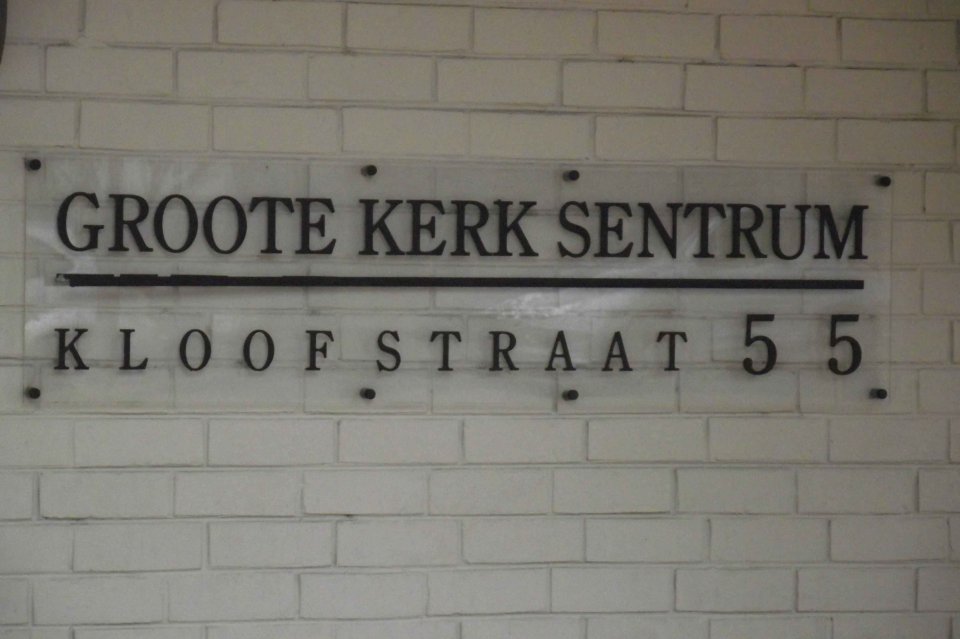 GROOTE KERK SENTRUM
KLOOFSTRAAT 55